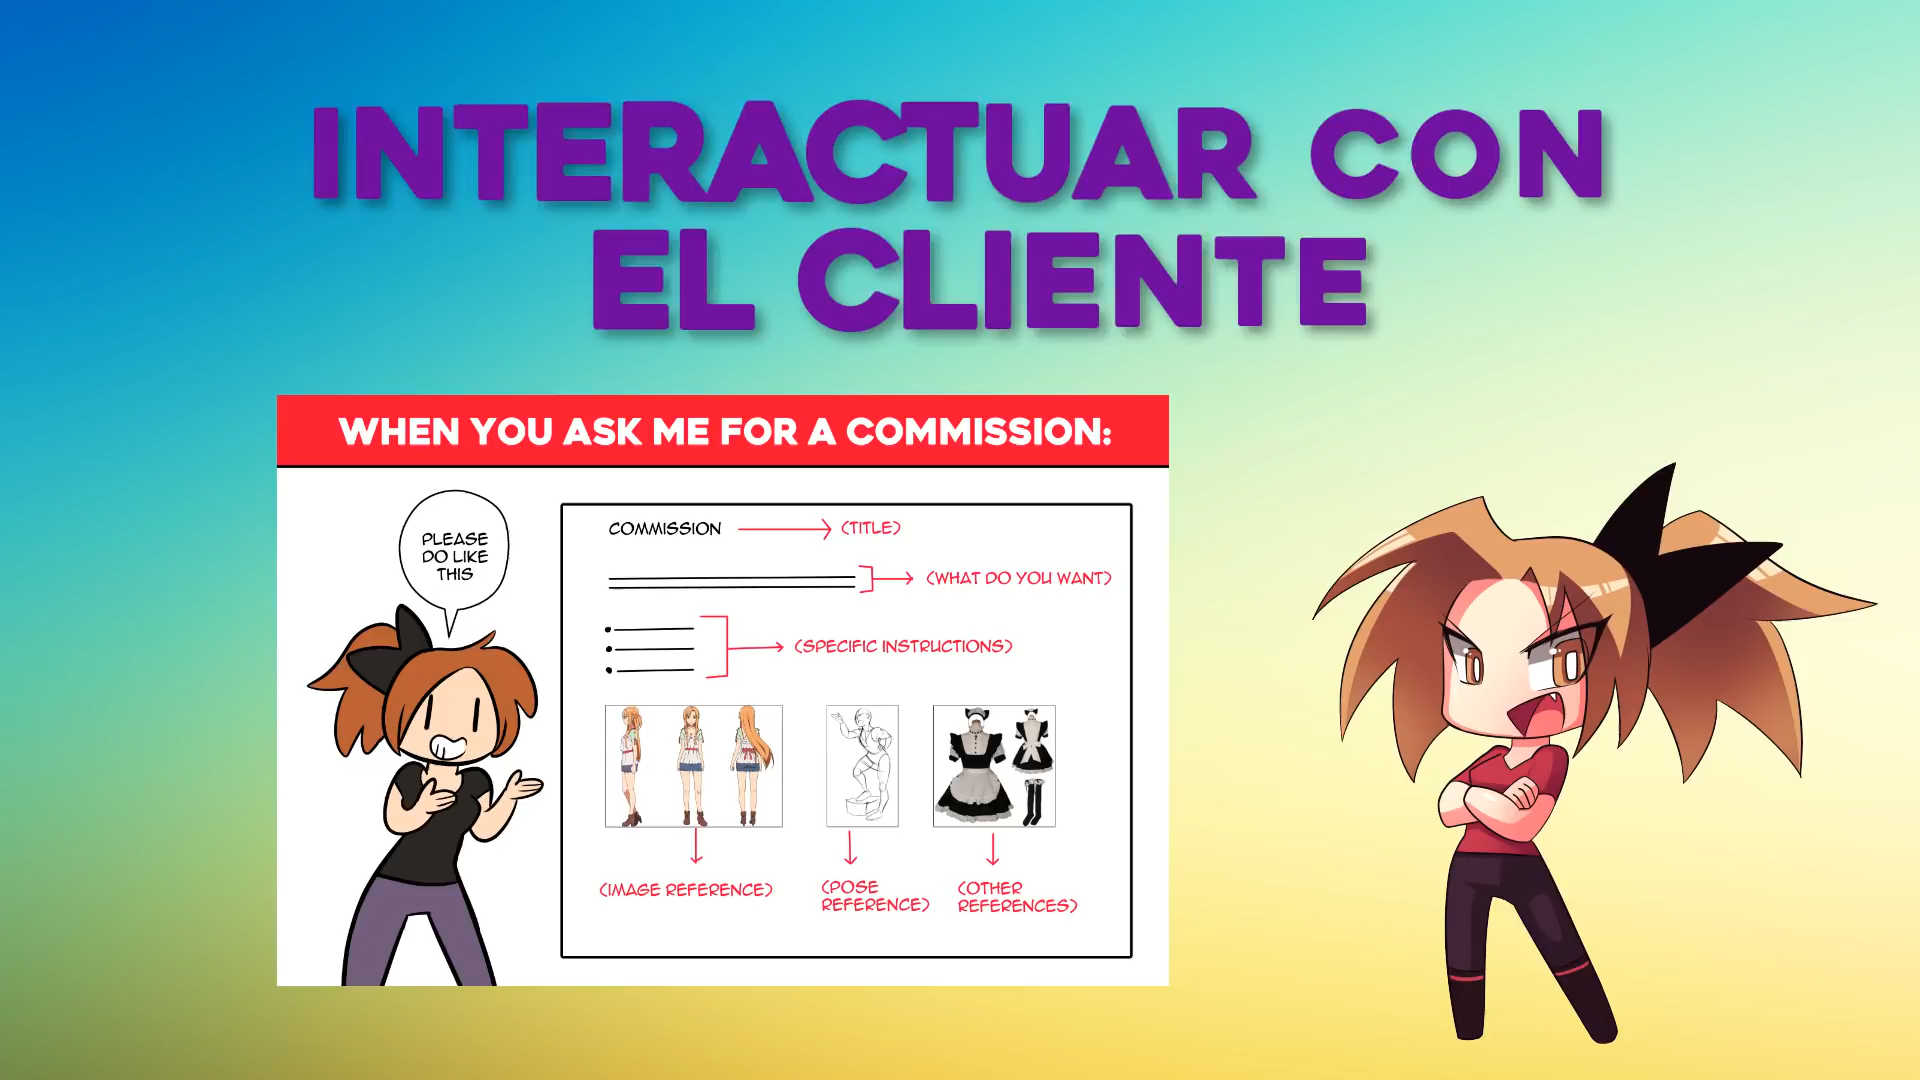 INTERACTUAR CON
EL CLIENTE
WHEN YOU ASK ME FOR A COMMISSION:
PLEASE
DO LIKE
THIS
COMMISSION
(TITLE)
(WHAT DO YOU WANT)
(SPECIFIC INSTRUCTIONS)
(IMAGE REFERENCE)
(POSE
REFERENCE)
(OTHER
REFERENCES)